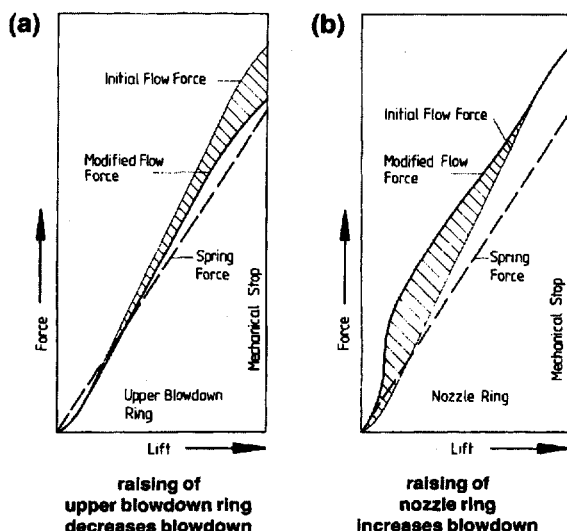 (a)
Initial Flow Force
Modified Flow
Force
Spring
Force
Mechanical Stop
Force
Upper Blowdown
Ring
Lift
raising of
upper blowdown ring
decreases blowdown
(b)
Initial Flow
Force
Modified Flow
Force
Spring
Force
Mechanical Stop
Force
Nozzle Ring
Lift
raising of
nozzle ring
increases blowdown